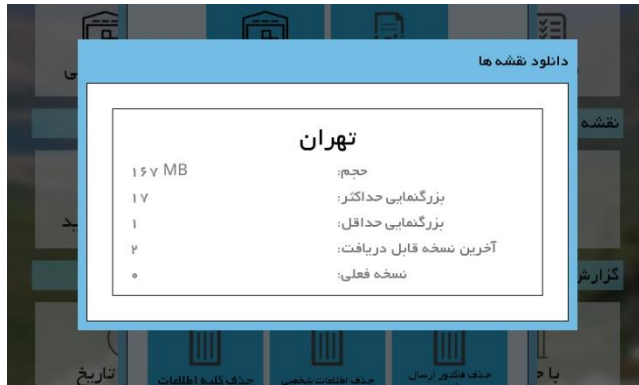 دانلود نقشه ها
تهران
حجم: ۱۶۷ MB
بزرگنمایی حداکثر: ۱۷
بزرگنمایی حداقل: ۱
آخرین نسخه قابل دریافت: ۲
نسخه فعلی: ۰
نقشه
گزارش
حذف فاکتور ارسال
حذف اطلاعات شخصی
حذف کلیه اطلاعات
تاریخ